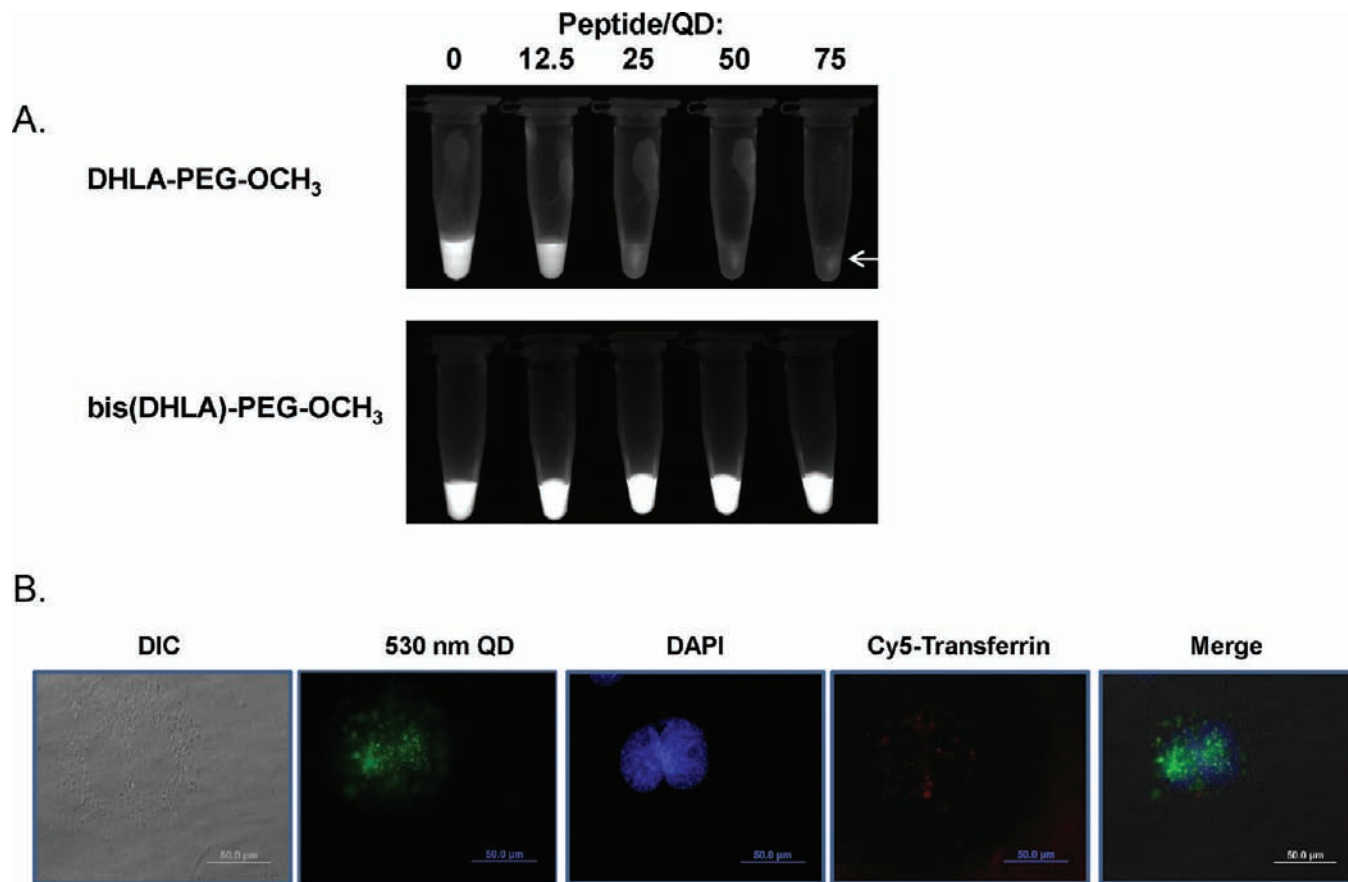 Peptide/QD:
0 12.5 25 50 75
A.
DHLA-PEG-OCH₃
bis(DHLA)-PEG-OCH₃
B.
DIC 530 nm QD DAPI Cy5-Transferrin Merge
50.0 µm 50.0 µm 50.0 µm 50.0 µm 50.0 µm